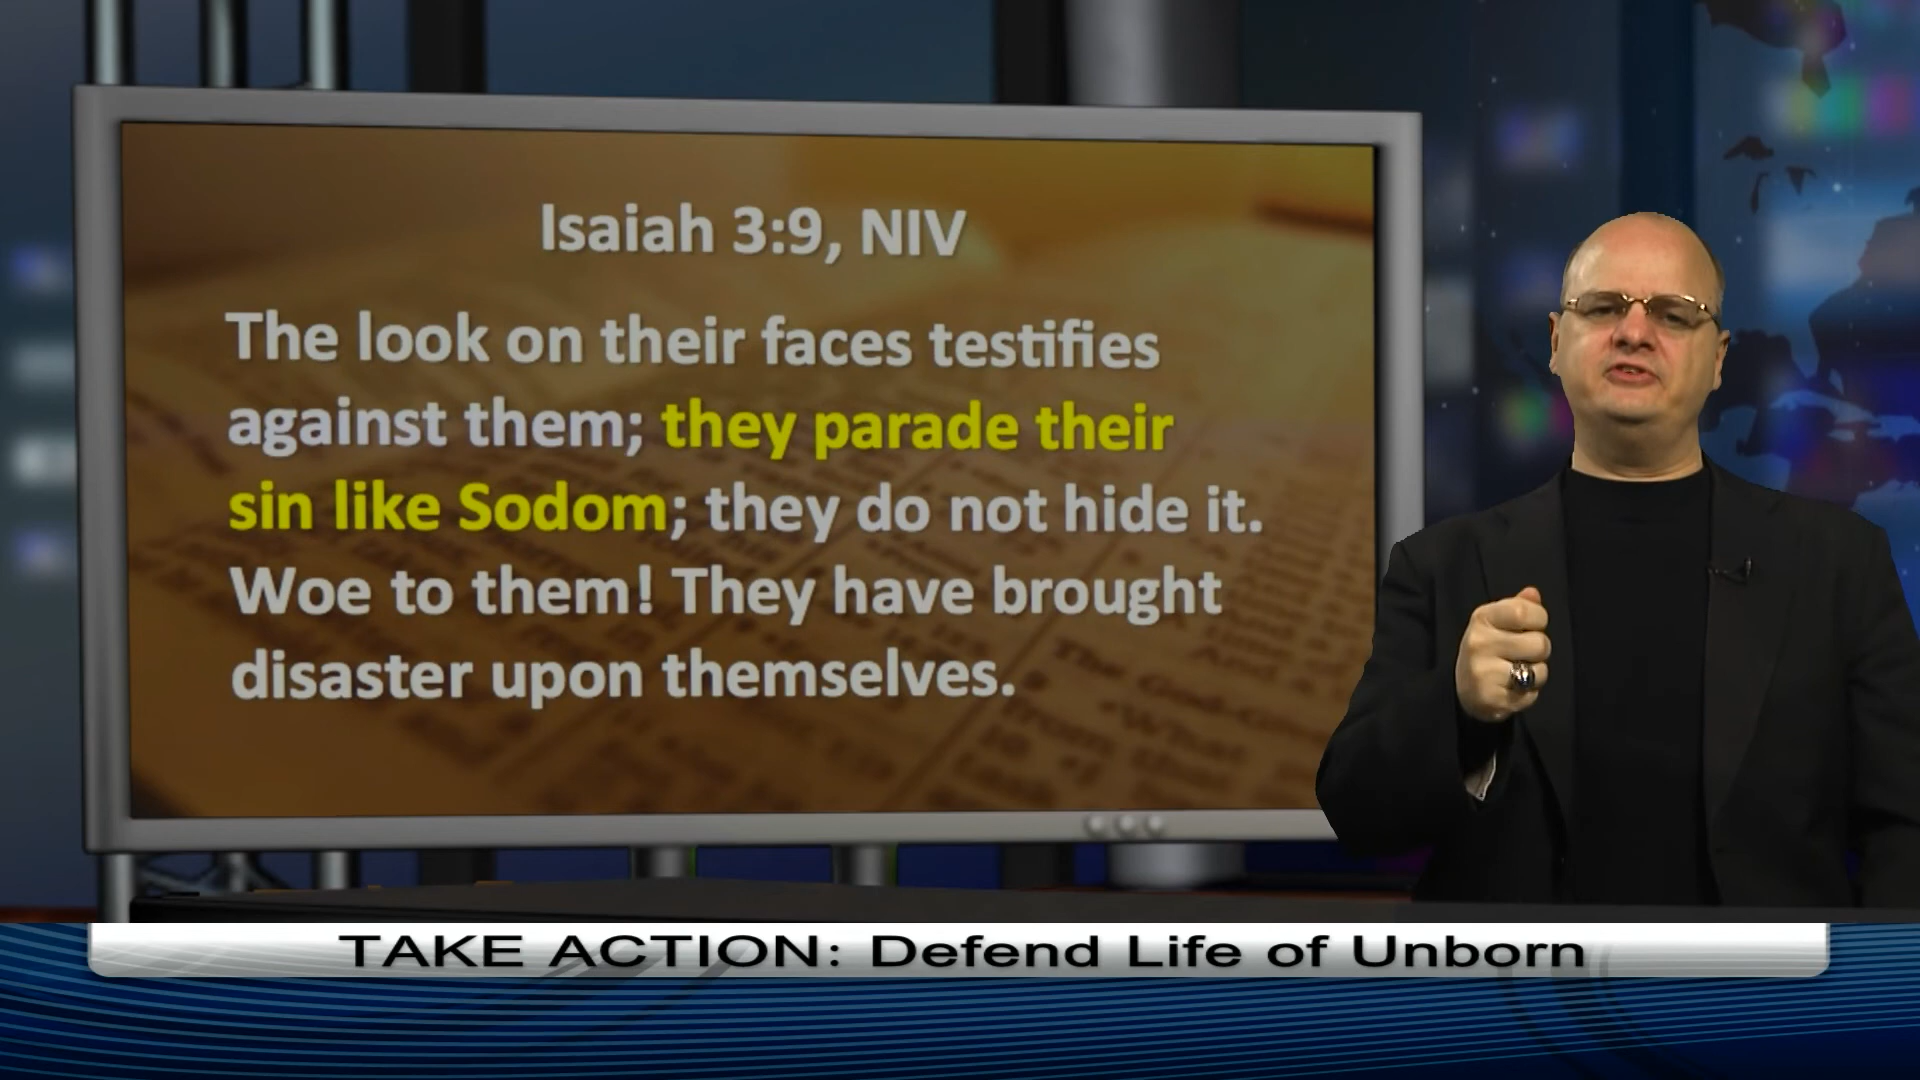 Isaiah 3:9, NIV
The look on their faces testifies
against them; they parade their
sin like Sodom; they do not hide it.
Woe to them! They have brought
disaster upon themselves.
TAKE ACTION: Defend Life of Unborn